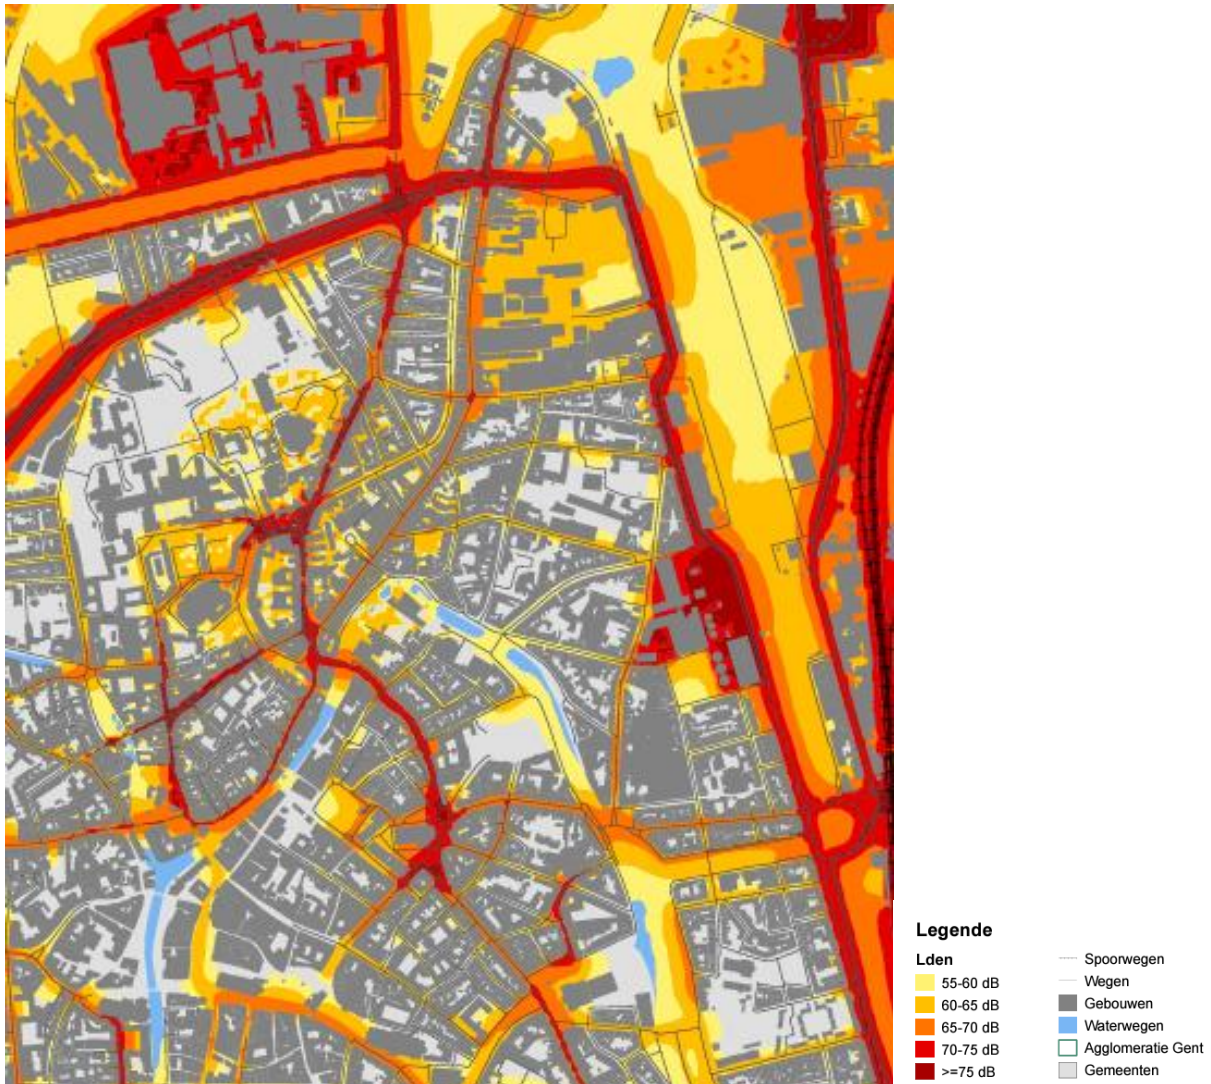 Legende
Lden
55-60 dB
60-65 dB
65-70 dB
70-75 dB
>=75 dB
Spoorwegen
Wegen
Gebouwen
Waterwegen
Agglomeratie Gent
Gemeenten